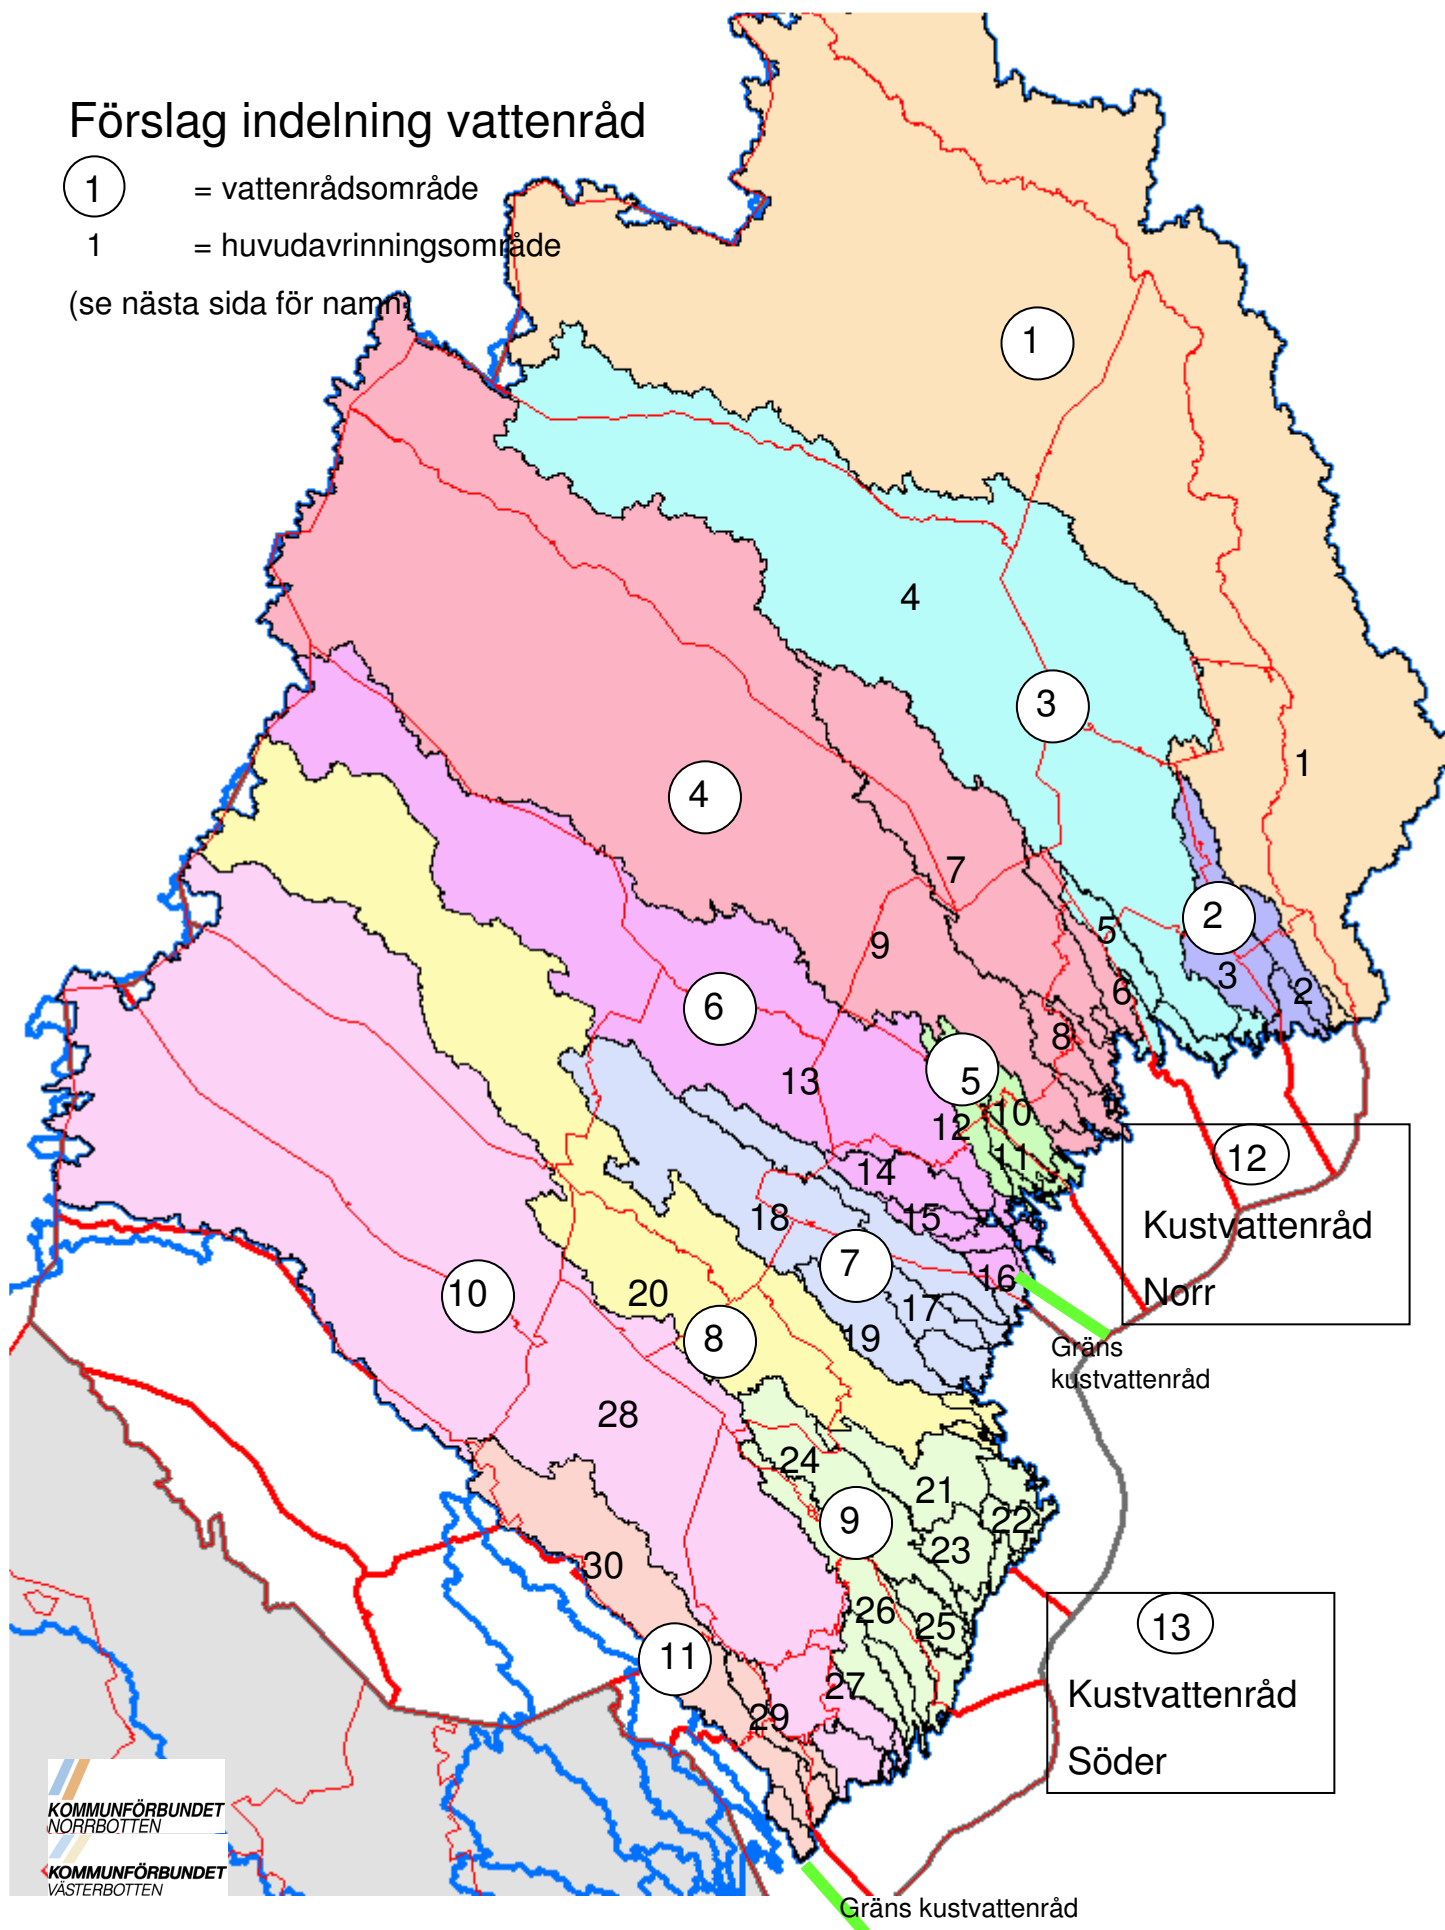 Förslag indelning vattenråd
1 = vattenrådsområde
1 = huvudavrinningsområde
(se nästa sida för namn)
1
4
3
1
4
7
2
5
9
3
2
6
6
8
5
13
10
12
11
12
14
Kustvattenråd
15
18
7
16
Norr
10
20
17
8
19
Gräns
kustvattenråd
28
24
21
9
22
23
30
26
25
13
11
27
Kustvattenråd
29
Söder
KOMMUNFÖRBUNDET
NORRBOTTEN
KOMMUNFÖRBUNDET
VÄSTERBOTTEN
Gräns kustvattenråd